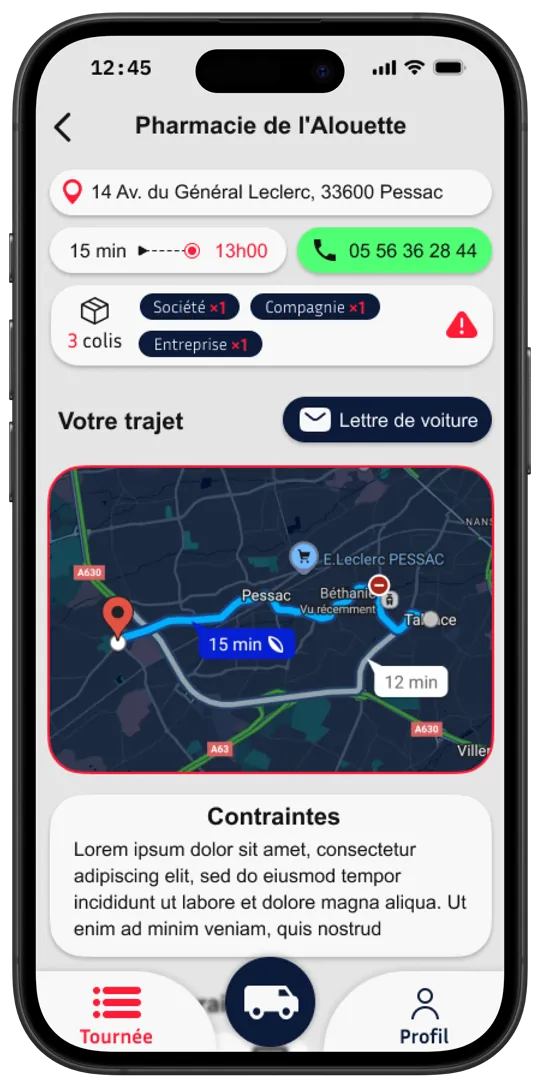 12:45
Pharmacie de l'Alouette
14 Av. du Général Leclerc, 33600 Pessac
15 min 13h00
05 56 36 28 44
Société ×1 Compagnie ×1
3 colis
Entreprise ×1
Votre trajet
Lettre de voiture
NANS
E.Leclerc PESSAC
A630
Pessac
Béthanie
Vu récemment
Talence
15 min
12 min
A630
A63
Viller
Contraintes
Lorem ipsum dolor sit amet, consectetur
adipiscing elit, sed do eiusmod tempor
incididunt ut labore et dolore magna aliqua. Ut
enim ad minim veniam, quis nostrud
Tournée
Profil